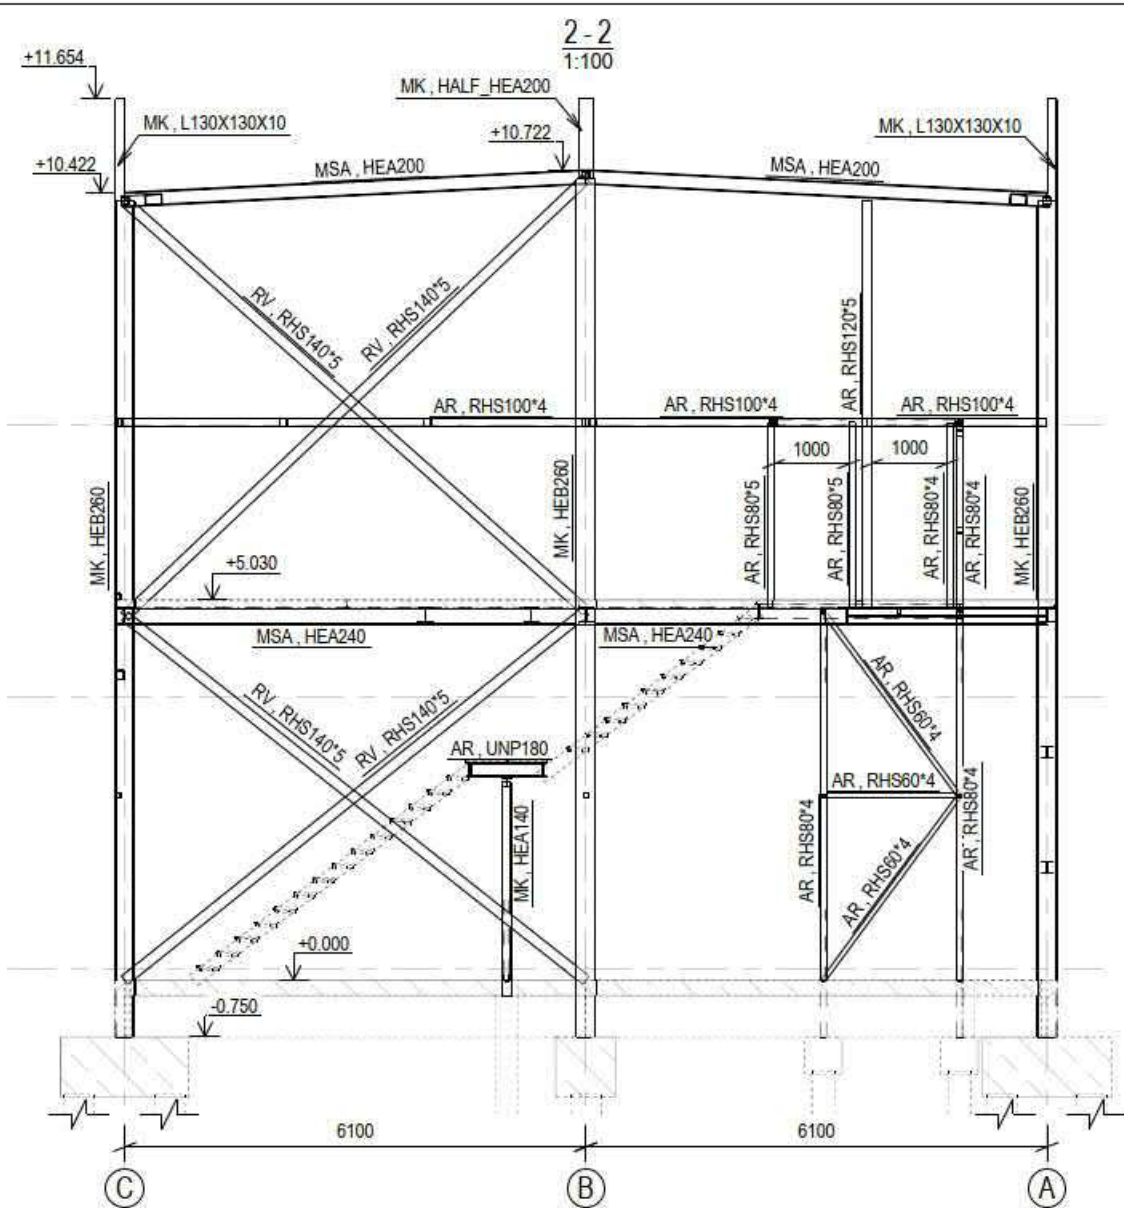 2 - 2
1:100
+11.654
MK , HALF_HEA200
MK , L130X130X10
+10.722
MK , L130X130X10
+10.422
MSA , HEA200
MSA , HEA200
RV , RHS140*5
RV , RHS140*5
AR , RHS120*5
AR , RHS100*4
AR , RHS100*4
AR , RHS100*4
1000
1000
MK , HEB260
MK , HEB260
AR , RHS80*5
AR , RHS80*5
AR , RHS80*4
AR , RHS80*4
MK , HEB260
+5.030
MSA , HEA240
MSA , HEA240
RV , RHS140*5
RV , RHS140*5
AR , RHS60*4
AR , UNP180
AR , RHS60*4
MK , HEA140
AR , RHS80*4
AR , RHS60*4
AR , RHS80*4
+0.000
-0.750
6100
6100
C
B
A